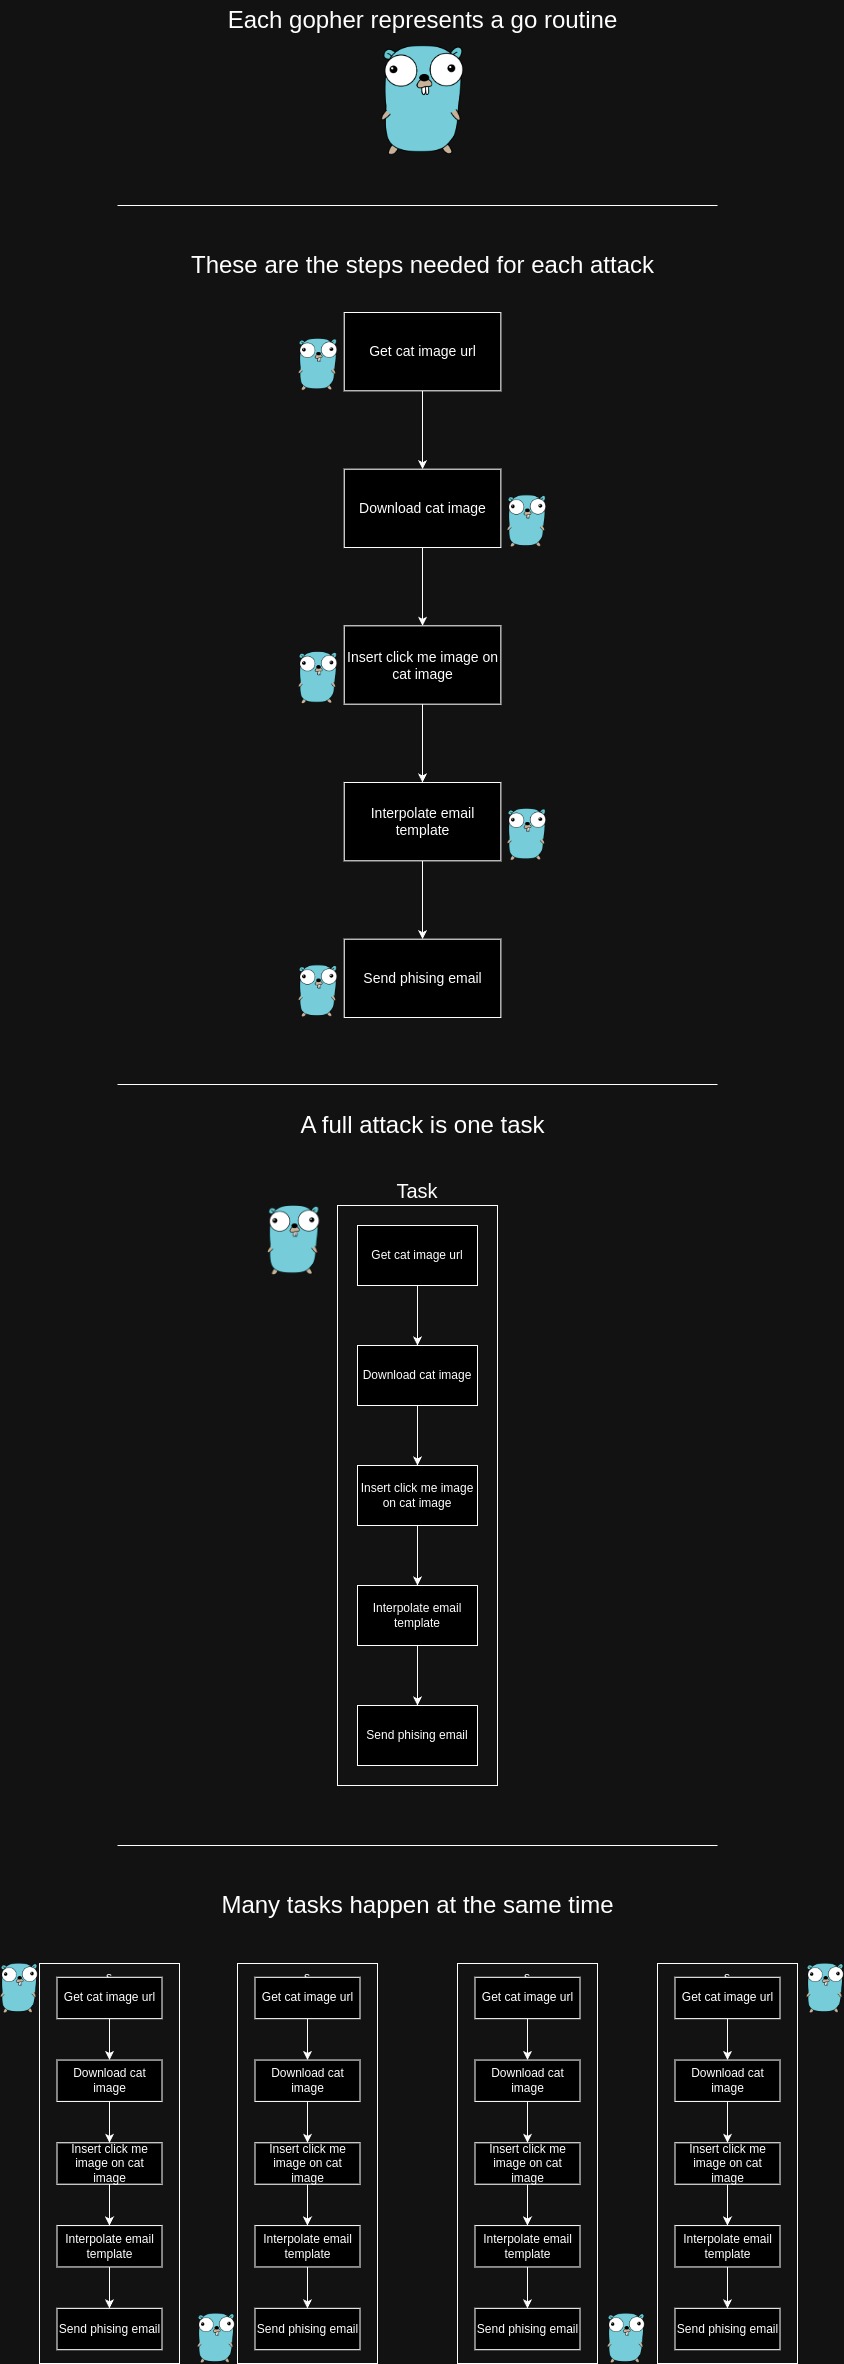 Each gopher represents a go routine
These are the steps needed for each attack
Get cat image url
Download cat image
Insert click me image on
cat image
Interpolate email
template
Send phising email
A full attack is one task
Task
Get cat image url
Download cat image
Insert click me image
on cat image
Interpolate email
template
Send phising email
Many tasks happen at the same time
s
Get cat image url
Download cat
image
Insert click me
image on cat
image
Interpolate email
template
Send phising email
s
Get cat image url
Download cat
image
Insert click me
image on cat
image
Interpolate email
template
Send phising email
s
Get cat image url
Download cat
image
Insert click me
image on cat
image
Interpolate email
template
Send phising email
s
Get cat image url
Download cat
image
Insert click me
image on cat
image
Interpolate email
template
Send phising email